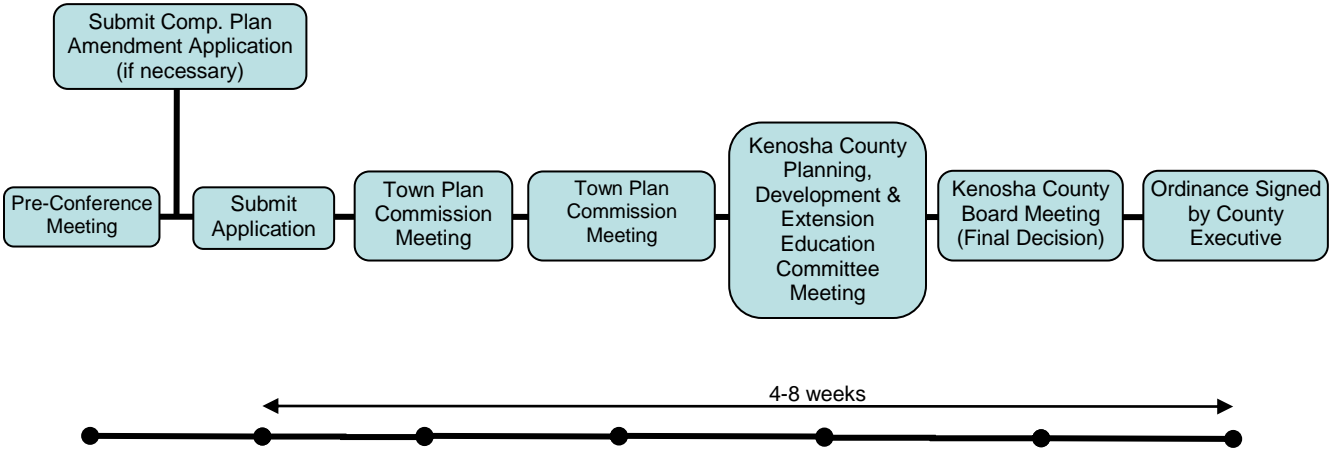 Submit Comp. Plan
Amendment Application
(if necessary)
Pre-Conference
Meeting
Submit
Application
Town Plan
Commission
Meeting
Town Plan
Commission
Meeting
Kenosha County
Planning,
Development &
Extension
Education
Committee
Meeting
Kenosha County
Board Meeting
(Final Decision)
Ordinance Signed
by County
Executive
4-8 weeks